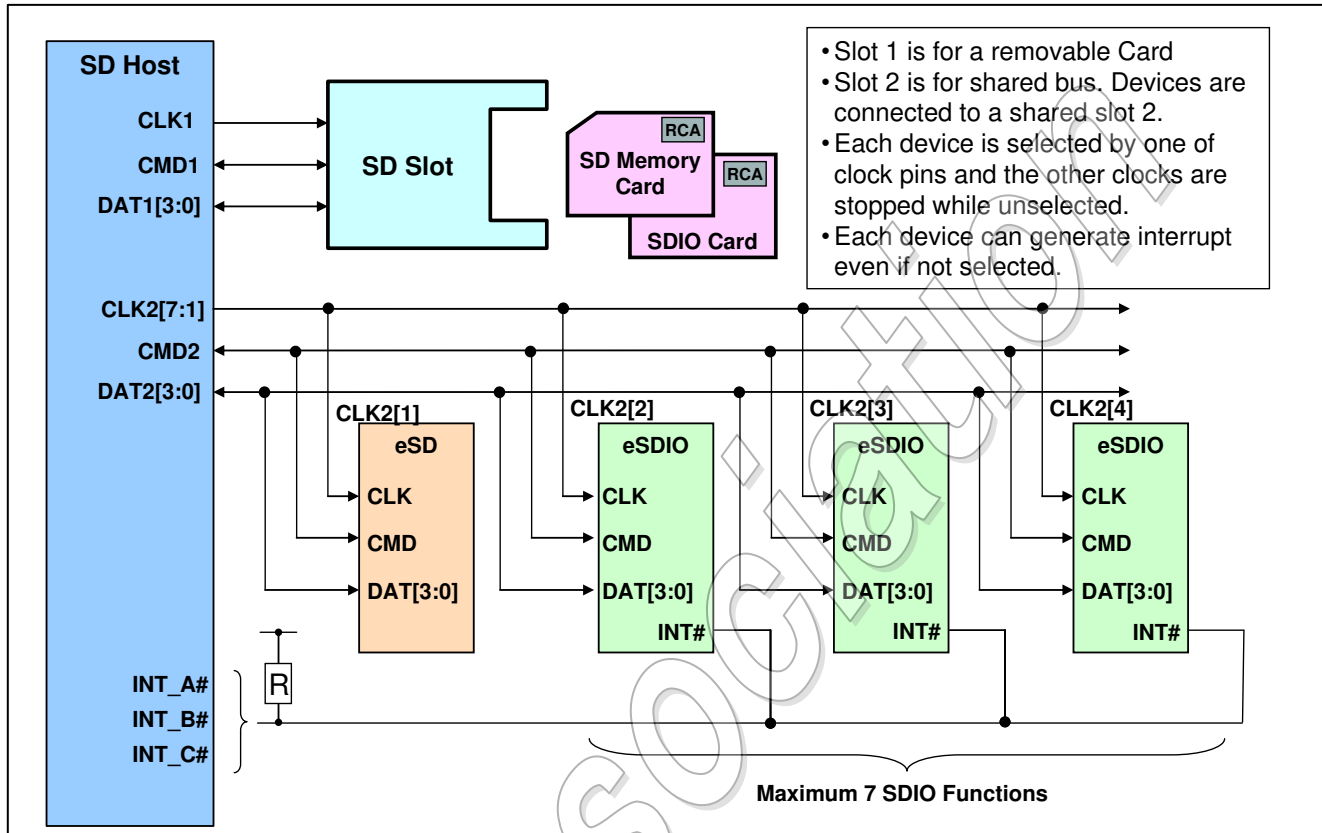 SD Host
CLK1
CMD1
DAT1[3:0]
CLK2[7:1]
CMD2
DAT2[3:0]
INT_A#
INT_B#
INT_C#
SD Slot
RCA
SD Memory
Card
RCA
SDIO Card
• Slot 1 is for a removable Card
• Slot 2 is for shared bus. Devices are
connected to a shared slot 2.
• Each device is selected by one of
clock pins and the other clocks are
stopped while unselected.
• Each device can generate interrupt
even if not selected.
CLK2[1]
eSD
CLK
CMD
DAT[3:0]
CLK2[2]
eSDIO
CLK
CMD
DAT[3:0]
INT#
CLK2[3]
eSDIO
CLK
CMD
DAT[3:0]
INT#
CLK2[4]
eSDIO
CLK
CMD
DAT[3:0]
INT#
R
Maximum 7 SDIO Functions
sociation